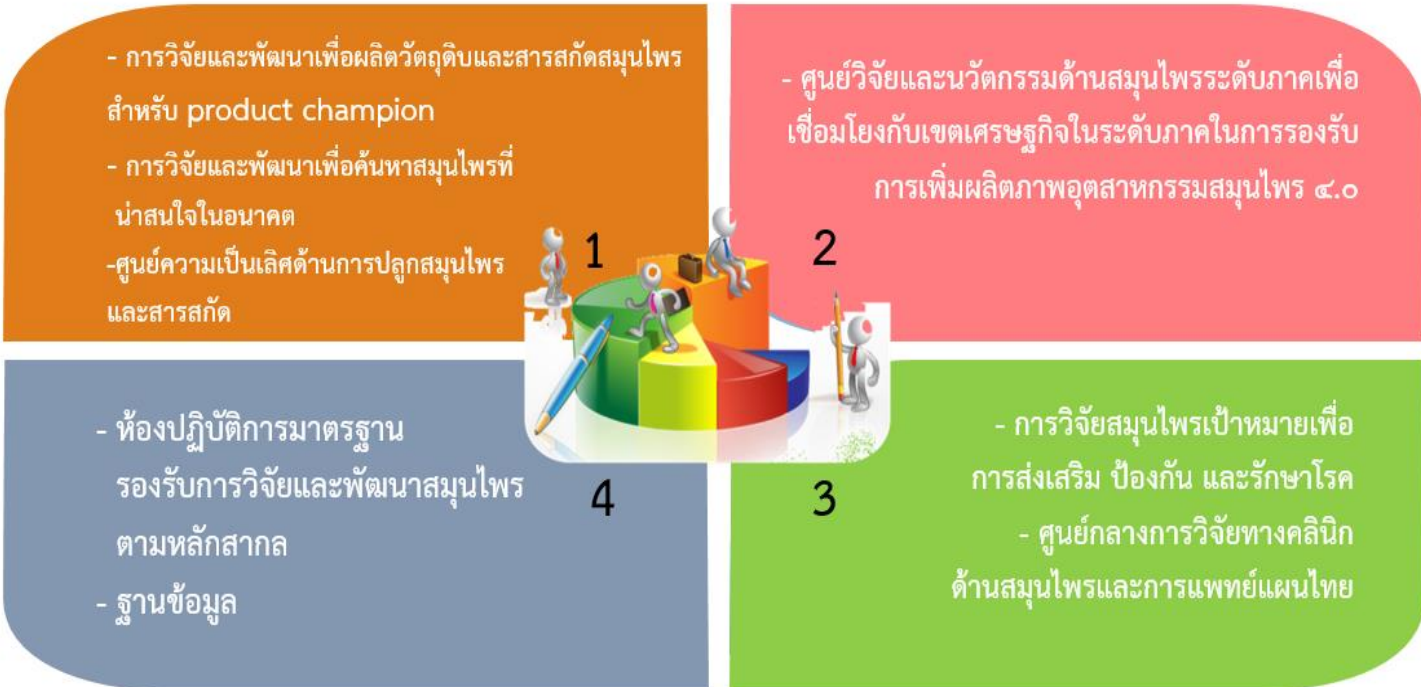 - การวิจัยและพัฒนาเพื่อผลิตวัตถุดิบและสารสกัดสมุนไพร
สำหรับ product champion
- การวิจัยและพัฒนาเพื่อค้นหาสมุนไพรที่
น่าสนใจในอนาคต
-ศูนย์ความเป็นเลิศด้านการปลูกสมุนไพร
และสารสกัด
1
- ศูนย์วิจัยและนวัตกรรมด้านสมุนไพรระดับภาคเพื่อ
เชื่อมโยงกับเขตเศรษฐกิจในระดับภาคในการรองรับ
การเพิ่มผลิตภาพอุตสาหกรรมสมุนไพร ๔.๐
2
- การวิจัยสมุนไพรเป้าหมายเพื่อ
การส่งเสริม ป้องกัน และรักษาโรค
- ศูนย์กลางการวิจัยทางคลินิก
ด้านสมุนไพรและการแพทย์แผนไทย
3
- ห้องปฏิบัติการมาตรฐาน
รองรับการวิจัยและพัฒนาสมุนไพร
ตามหลักสากล
- ฐานข้อมูล
4